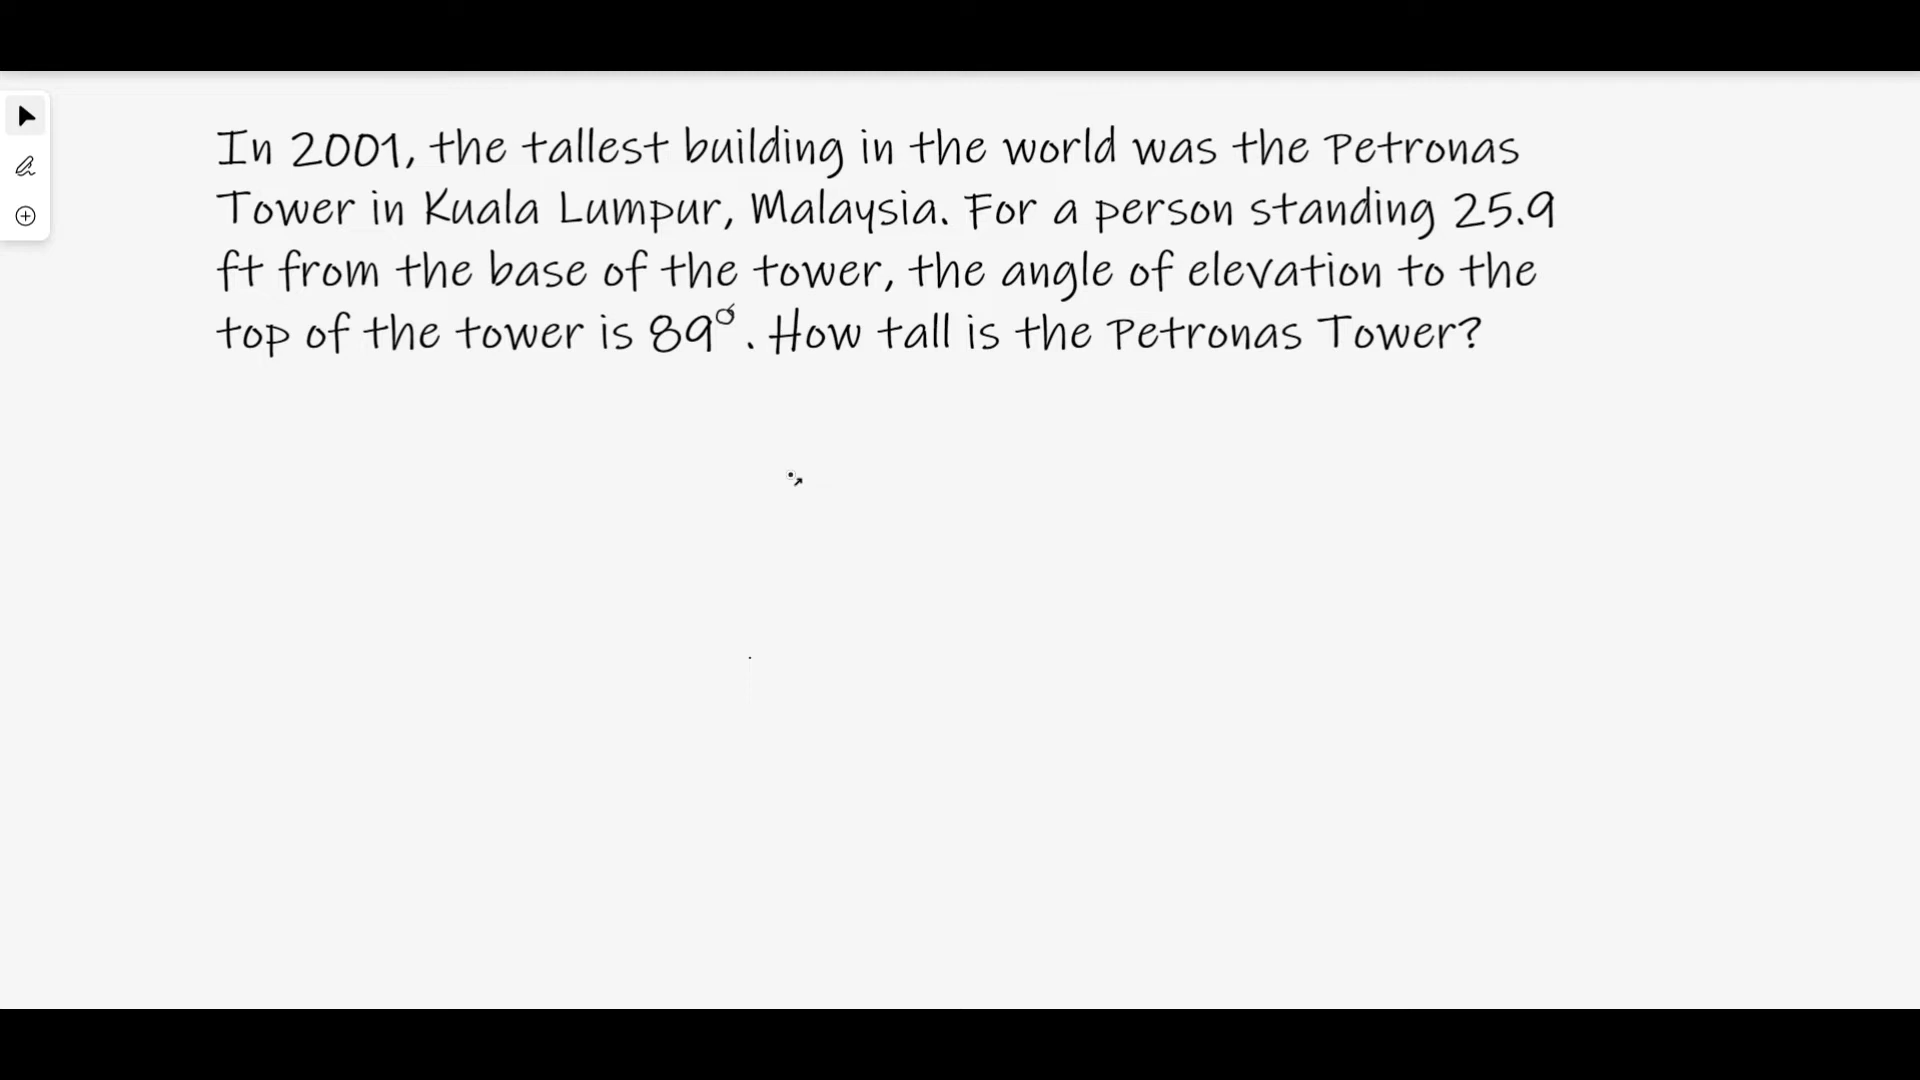 In 2001, the tallest building in the world was the Petronas
Tower in Kuala Lumpur, Malaysia. For a person standing 25.9
ft from the base of the tower, the angle of elevation to the
top of the tower is 89°. How tall is the Petronas Tower?